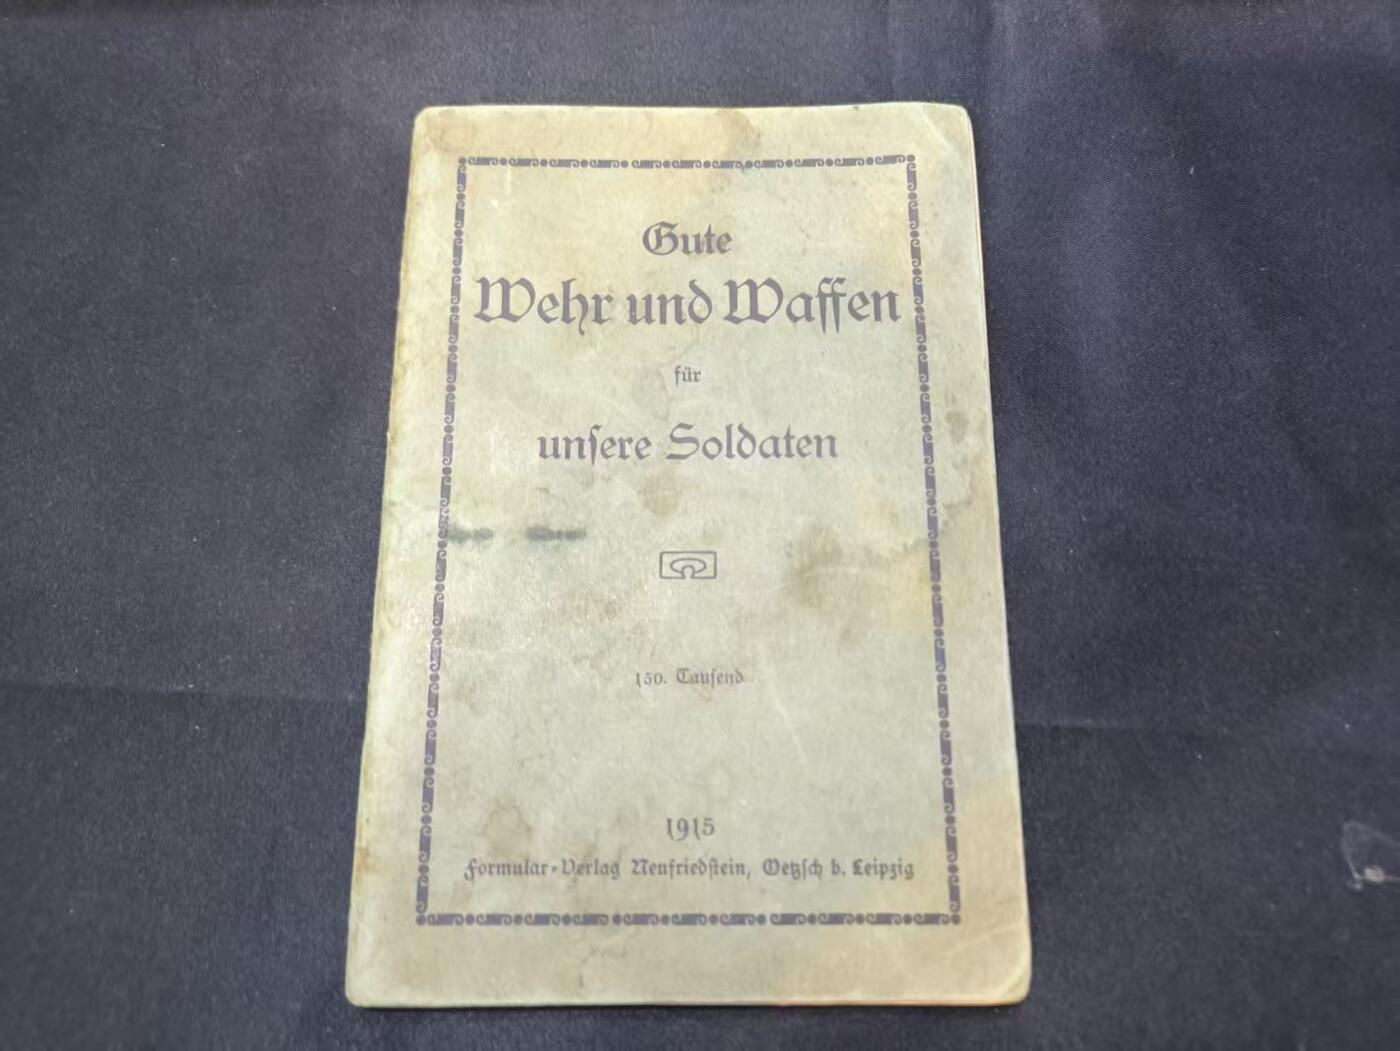 Gute
Wehr und Waffen
für
unſere Soldaten
150. Tauſend
1915
Formular-Verlag Neufriedſtein, Oetzſch b. Leipzig